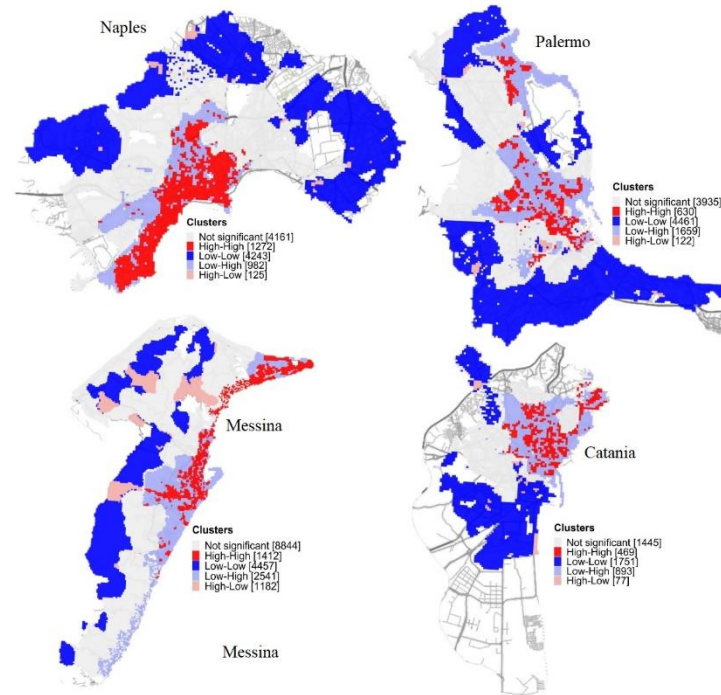 Naples
Clusters
Not significant [4161]
High-High [1272]
Low-Low [4243]
Low-High [982]
High-Low [125]
Palermo
Clusters
Not significant [3935]
High-High [630]
Low-Low [4461]
Low-High [1659]
High-Low [122]
Messina
Clusters
Not significant [8844]
High-High [1412]
Low-Low [4457]
Low-High [2541]
High-Low [1182]
Messina
Catania
Clusters
Not significant [1445]
High-High [469]
Low-Low [1751]
Low-High [893]
High-Low [77]